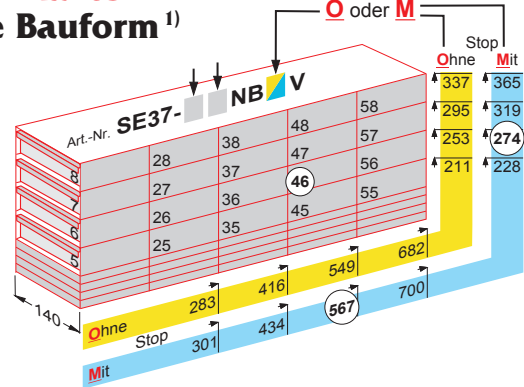 O oder M
e Bauform 1)
Stop
Ohne Mit
Art.-Nr. SE37- NB V
337 365
295 319
253 274
211 228
8 28 38 48 58
7 27 37 47 57
6 26 36 46 56
5 25 35 45 55
140
Ohne 283 416 549 682
Stop
Mit 301 434 567 700